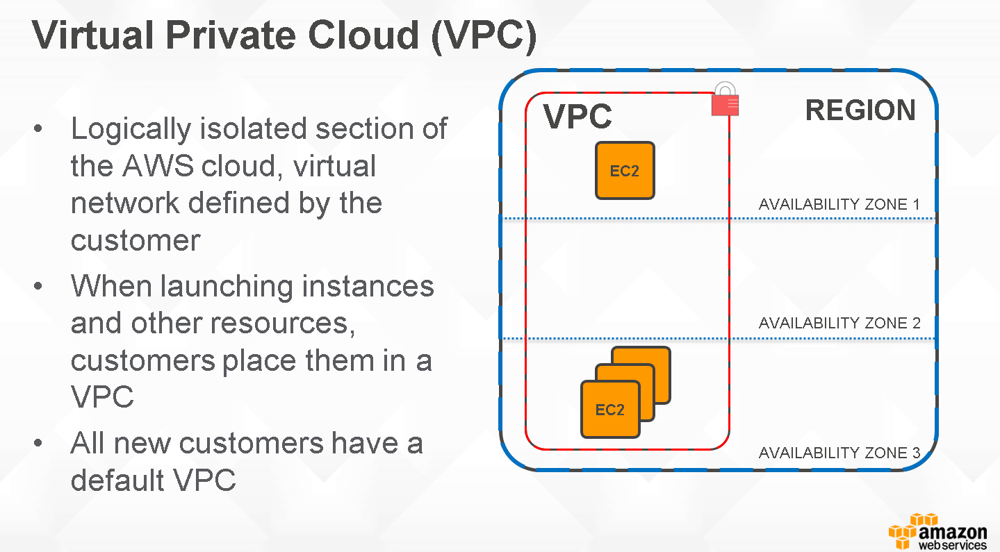 Virtual Private Cloud (VPC)
• Logically isolated section of
the AWS cloud, virtual
network defined by the
customer
• When launching instances
and other resources,
customers place them in a
VPC
• All new customers have a
default VPC
VPC
REGION
EC2
AVAILABILITY ZONE 1
AVAILABILITY ZONE 2
EC2
AVAILABILITY ZONE 3
amazon
web services